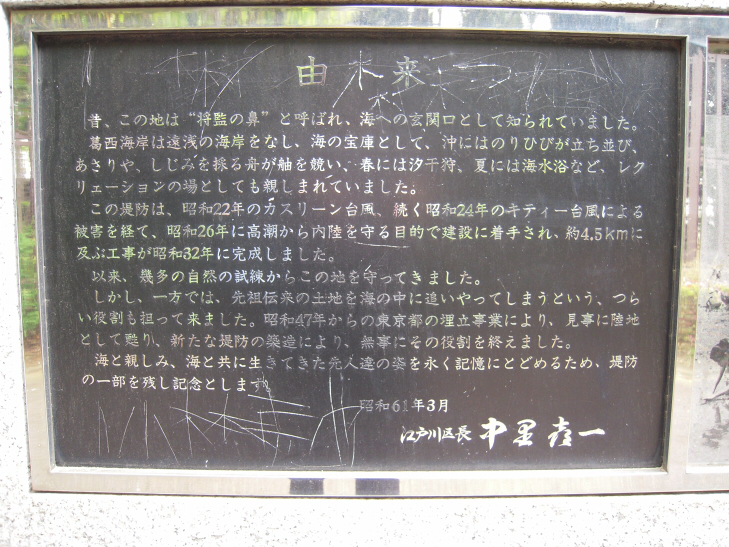 由来
昔、この地は“将監の鼻”と呼ばれ、海への玄関口として知られていました。
葛西海岸は遠浅の海岸をなし、海の宝庫として、沖にはのりひびが立ち並び、
あさりや、しじみを採る舟が舳を競い、春には汐干狩、夏には海水浴など、レク
リェーションの場としても親しまれていました。
この堤防は、昭和22年のカスリーン台風、続く昭和24年のキティー台風による
被害を経て、昭和26年に高潮から内陸を守る目的で建設に着手され、約4.5kmに
及ぶ工事が昭和32年に完成しました。
以来、幾多の自然の試練からこの地を守ってきました。
しかし、一方では、先祖伝来の土地を海の中に追いやってしまうという、つら
い役割も担って来ました。昭和47年からの東京都の埋立事業により、見事に陸地
として甦り、新たな堤防の築造により、無事にその役割を終えました。
海と親しみ、海と共に生きてきた先人達の姿を永く記憶にとどめるため、堤防
の一部を残し記念とします。
昭和61年3月
江戸川区長 中里喜一